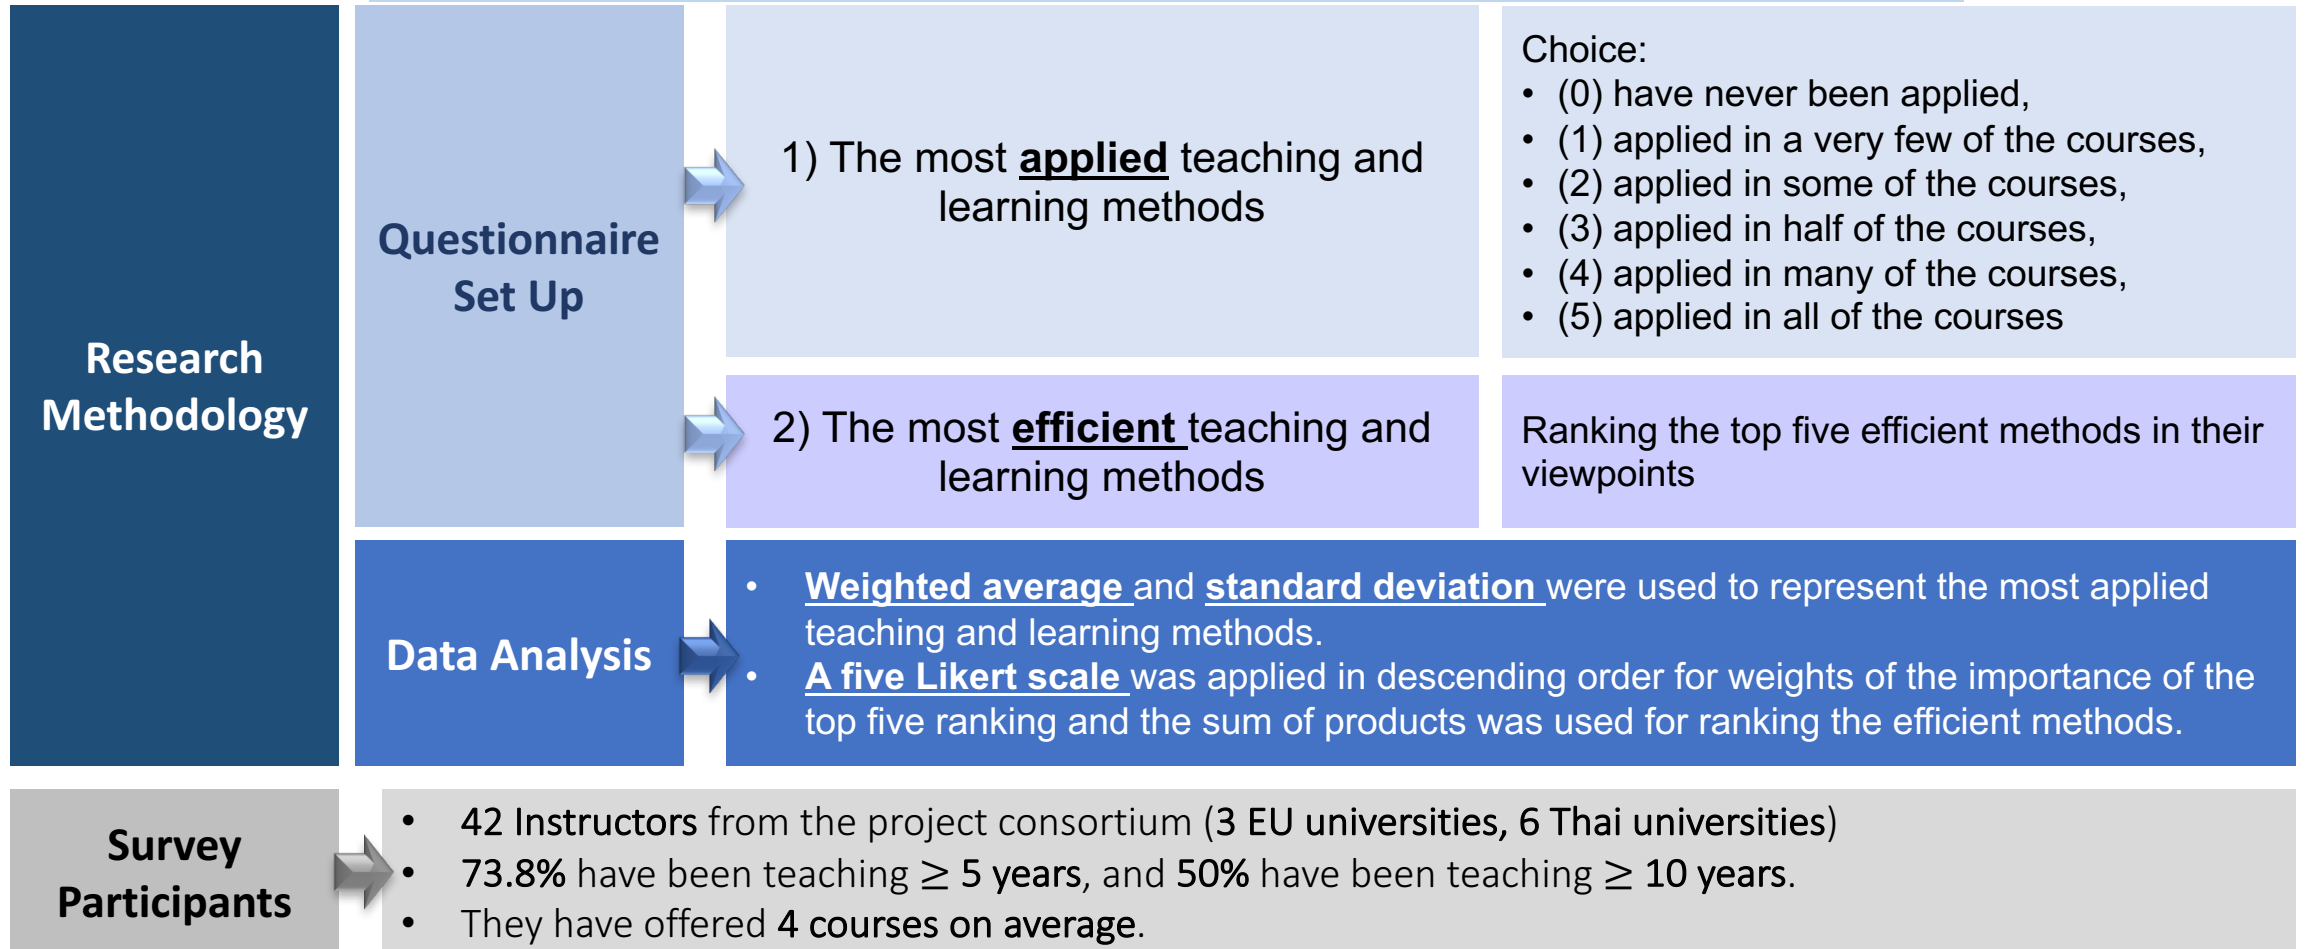 Research
Methodology
Questionnaire
Set Up
1) The most applied teaching and
learning methods
Choice:
• (0) have never been applied,
• (1) applied in a very few of the courses,
• (2) applied in some of the courses,
• (3) applied in half of the courses,
• (4) applied in many of the courses,
• (5) applied in all of the courses
2) The most efficient teaching and
learning methods
Ranking the top five efficient methods in their
viewpoints
Data Analysis
• Weighted average and standard deviation were used to represent the most applied
teaching and learning methods.
• A five Likert scale was applied in descending order for weights of the importance of the
top five ranking and the sum of products was used for ranking the efficient methods.
Survey
Participants
• 42 Instructors from the project consortium (3 EU universities, 6 Thai universities)
• 73.8% have been teaching ≥ 5 years, and 50% have been teaching ≥ 10 years.
• They have offered 4 courses on average.